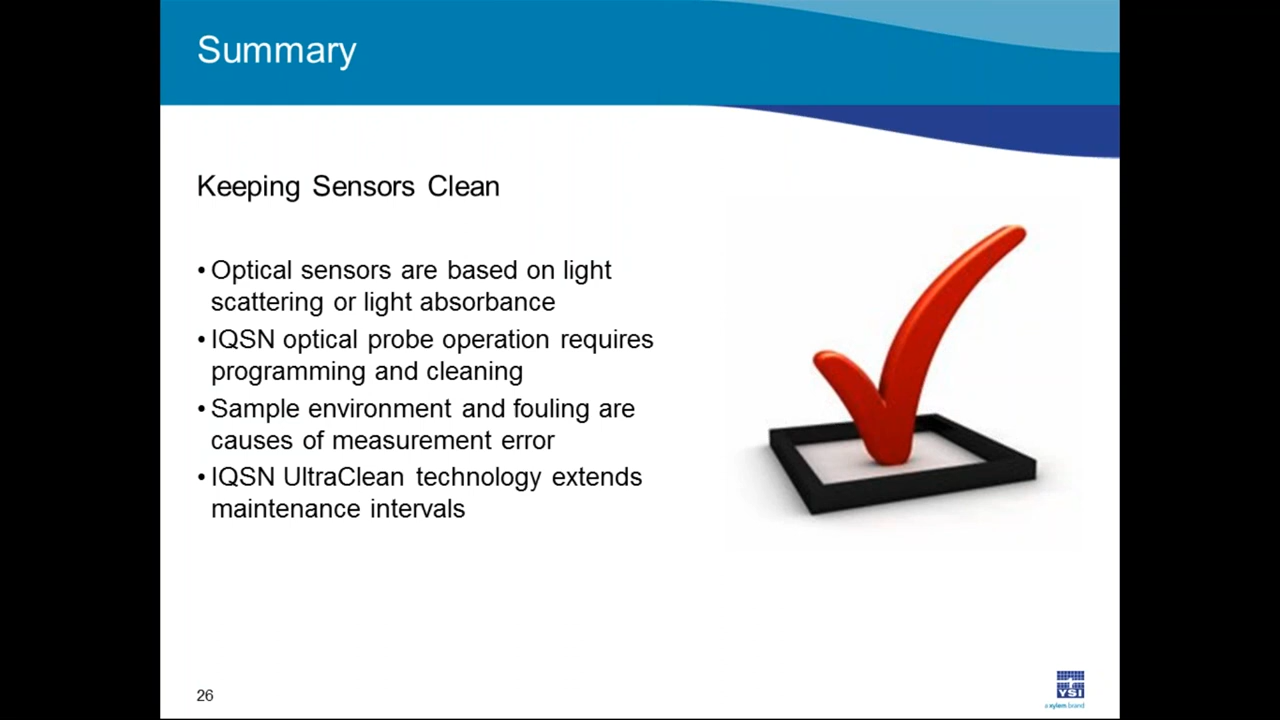 Summary
Keeping Sensors Clean
• Optical sensors are based on light
scattering or light absorbance
• IQSN optical probe operation requires
programming and cleaning
• Sample environment and fouling are
causes of measurement error
• IQSN UltraClean technology extends
maintenance intervals
26
YSI
a xylem brand